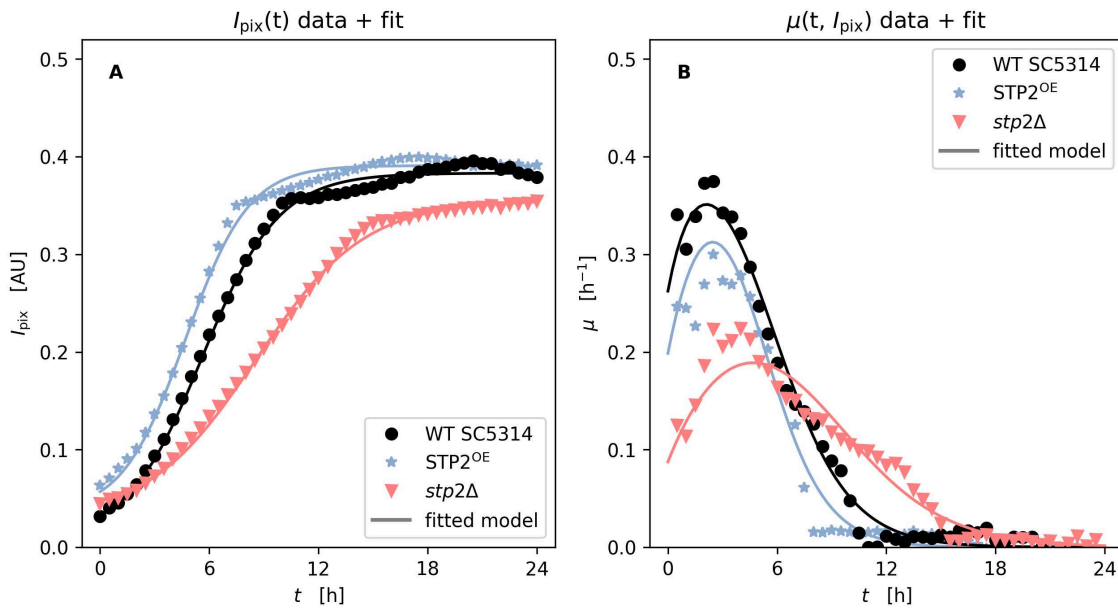 I_pix(t) data + fit
A
0.5
0.4
0.3
0.2
0.1
0.0
I_pix [AU]
WT SC5314
STP2^OE
stp2Δ
fitted model
0 6 12 18 24
t [h]
μ(t, I_pix) data + fit
B
WT SC5314
STP2^OE
stp2Δ
fitted model
0.5
0.4
0.3
0.2
0.1
0.0
μ [h⁻¹]
0 6 12 18 24
t [h]